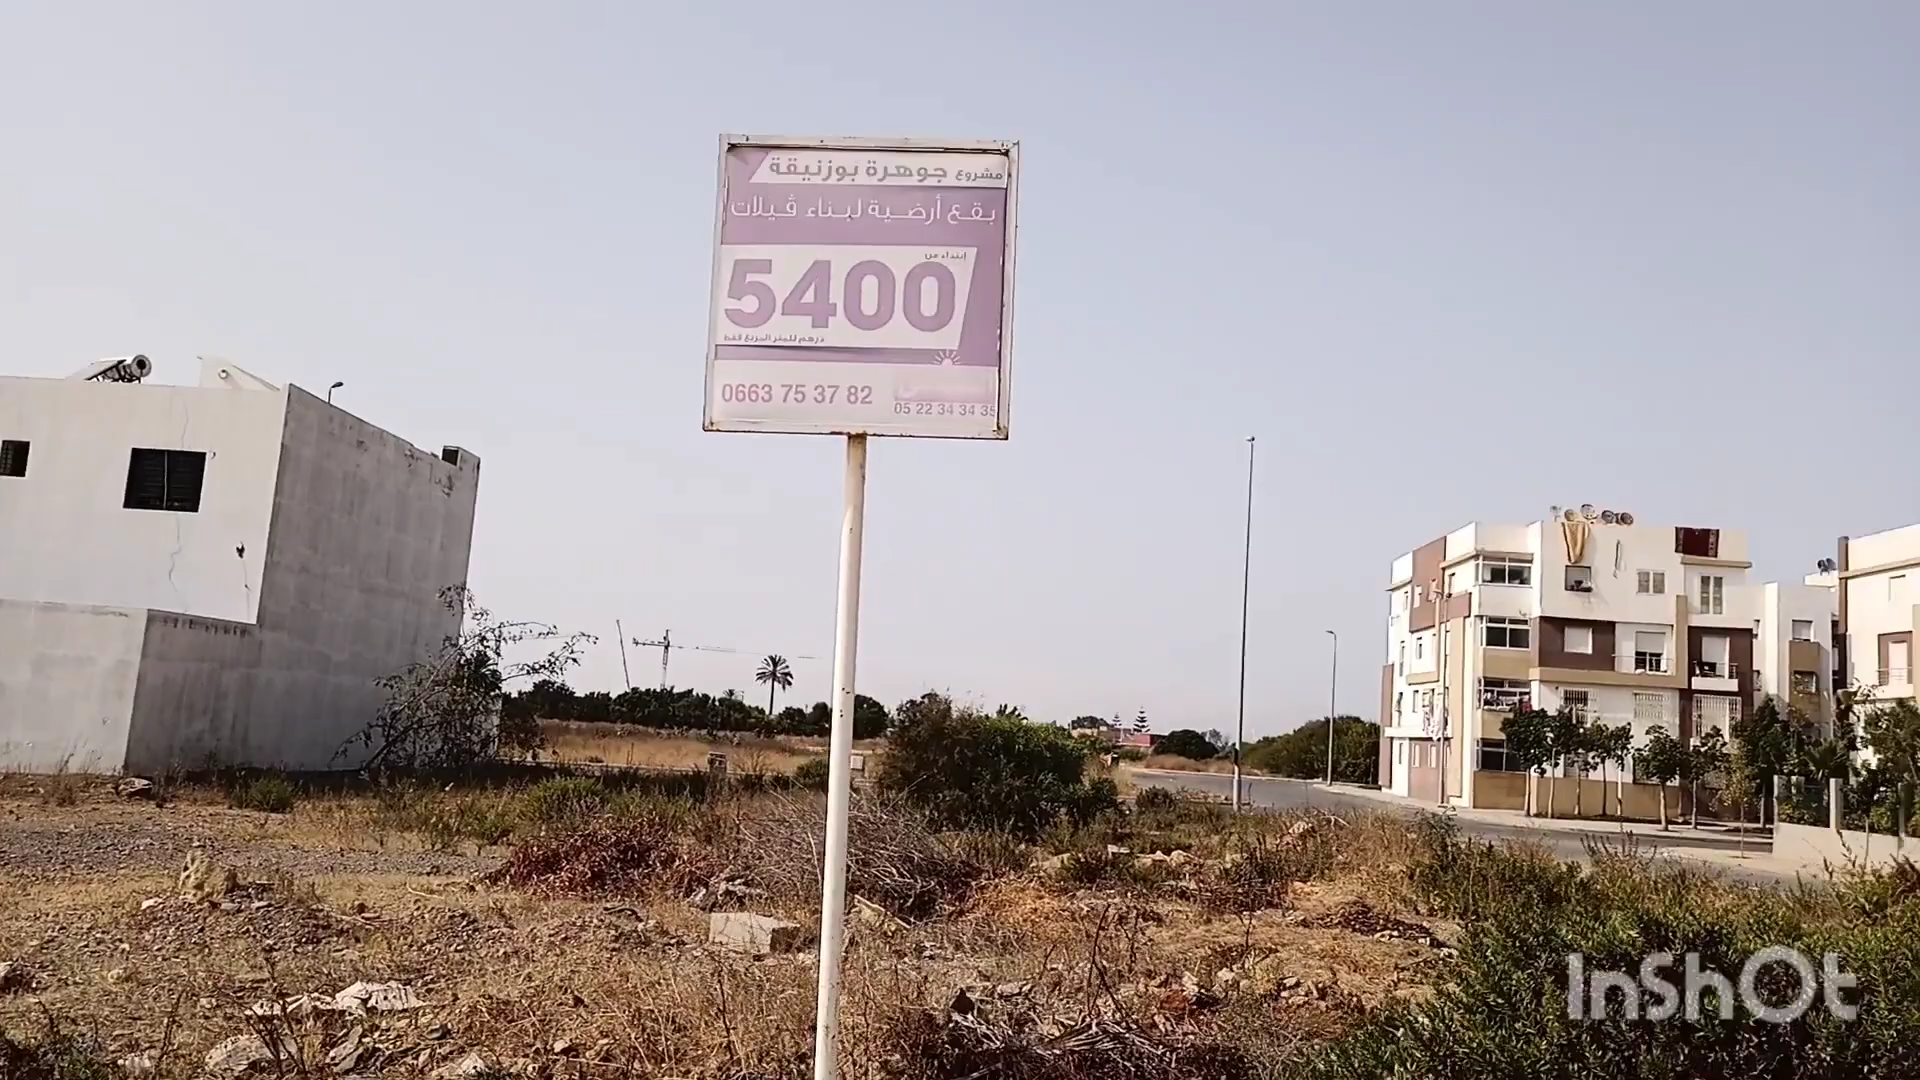 مشروع جوهرة بوزنيقة
بقع أرضية لبناء ڤيلات
إبتداء من
5400
درهم للمتر المربع فقط
0663 75 37 82
05 22 34 34 35
InShOt